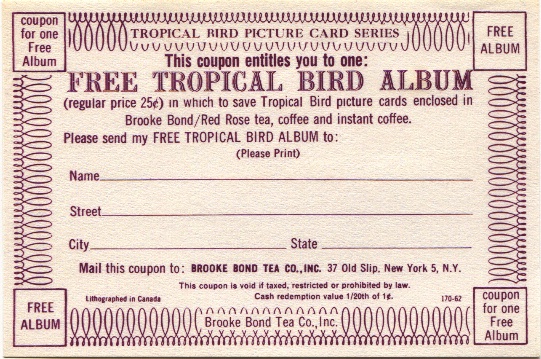 coupon
for one
Free
Album
TROPICAL BIRD PICTURE CARD SERIES
FREE
ALBUM
This coupon entitles you to one:
FREE TROPICAL BIRD ALBUM
(regular price 25¢) in which to save Tropical Bird picture cards enclosed in
Brooke Bond/Red Rose tea, coffee and instant coffee.
Please send my FREE TROPICAL BIRD ALBUM to:
(Please Print)
Name
Street
City State
Mail this coupon to: BROOKE BOND TEA CO., INC. 37 Old Slip, New York 5, N.Y.
This coupon is void if taxed, restricted or prohibited by law.
Lithographed in Canada Cash redemption value 1/20th of 1¢. 170-62
FREE
ALBUM
Brooke Bond Tea Co., Inc.
coupon
for one
Free
Album